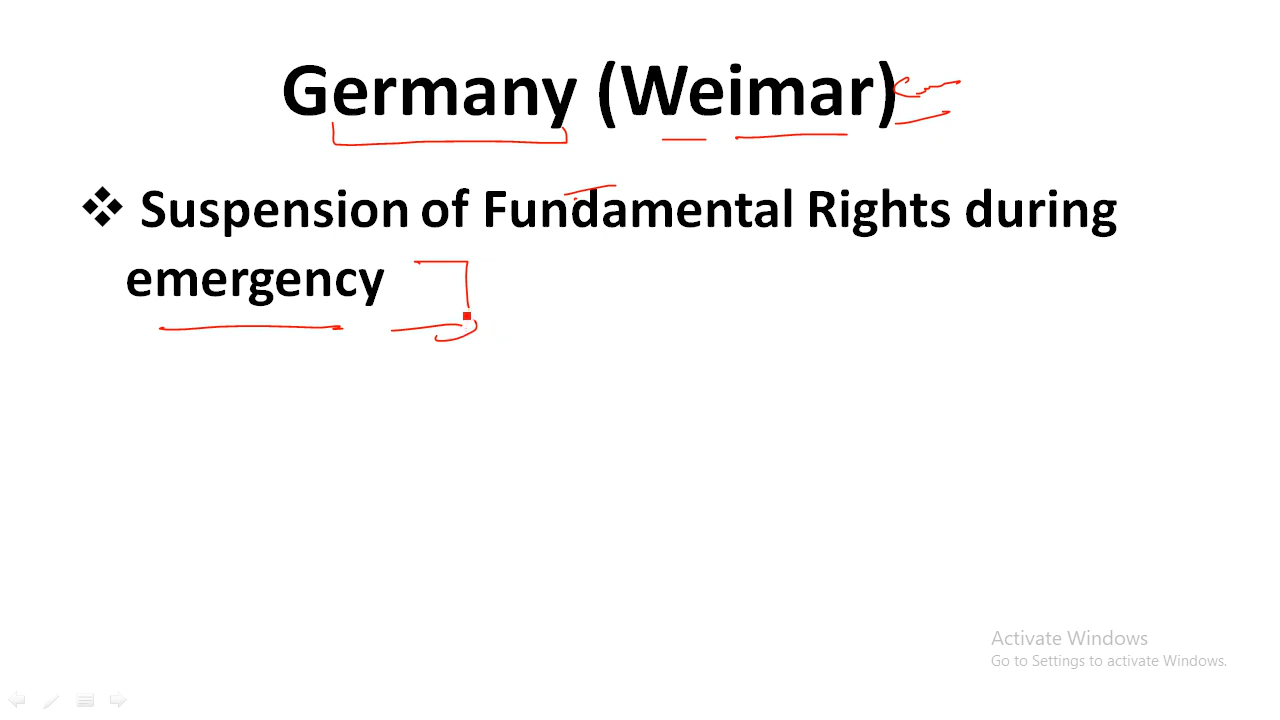 Germany (Weimar)
❖ Suspension of Fundamental Rights during
emergency
Activate Windows
Go to Settings to activate Windows.